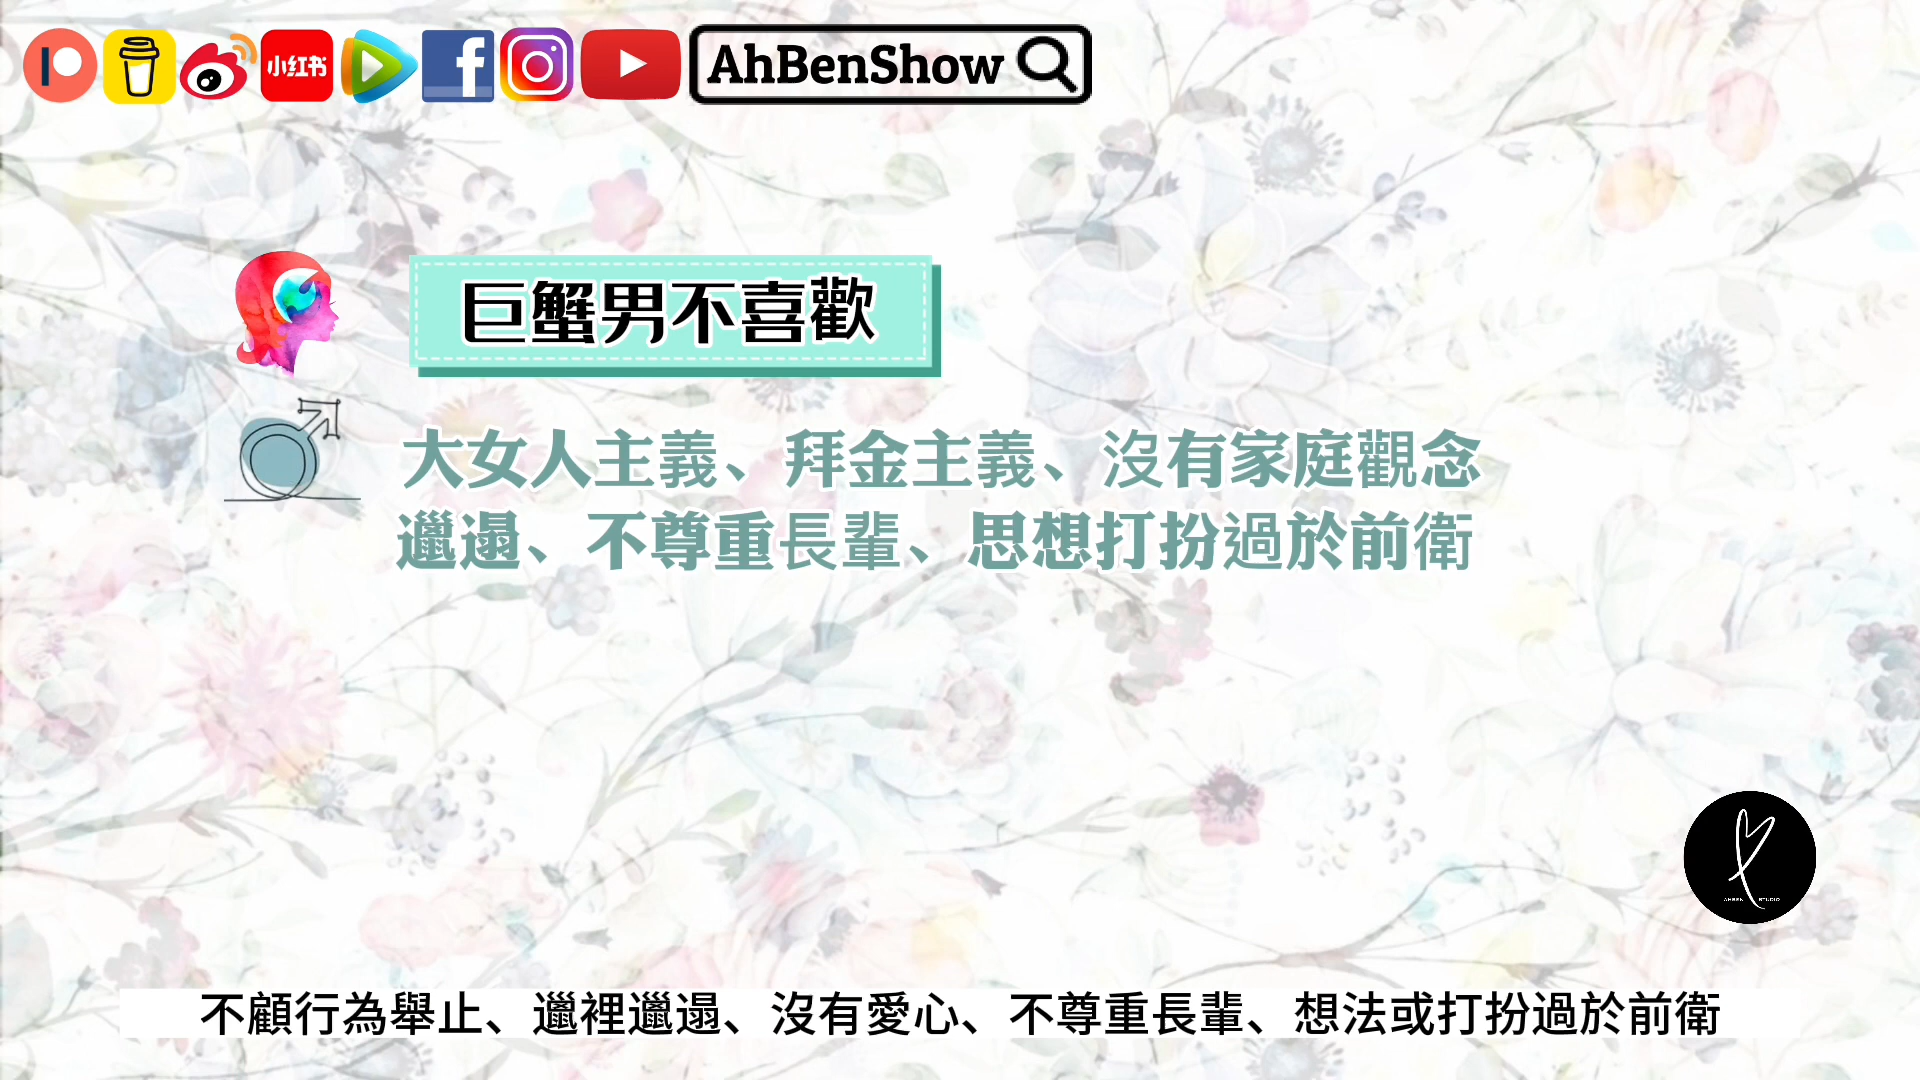 小红书
AhBenShow
巨蟹男不喜歡
大女人主義、拜金主義、沒有家庭觀念
邋遢、不尊重長輩、思想打扮過於前衛
AHBEN STUDIO
不顧行為舉止、邋裡邋遢、沒有愛心、不尊重長輩、想法或打扮過於前衛